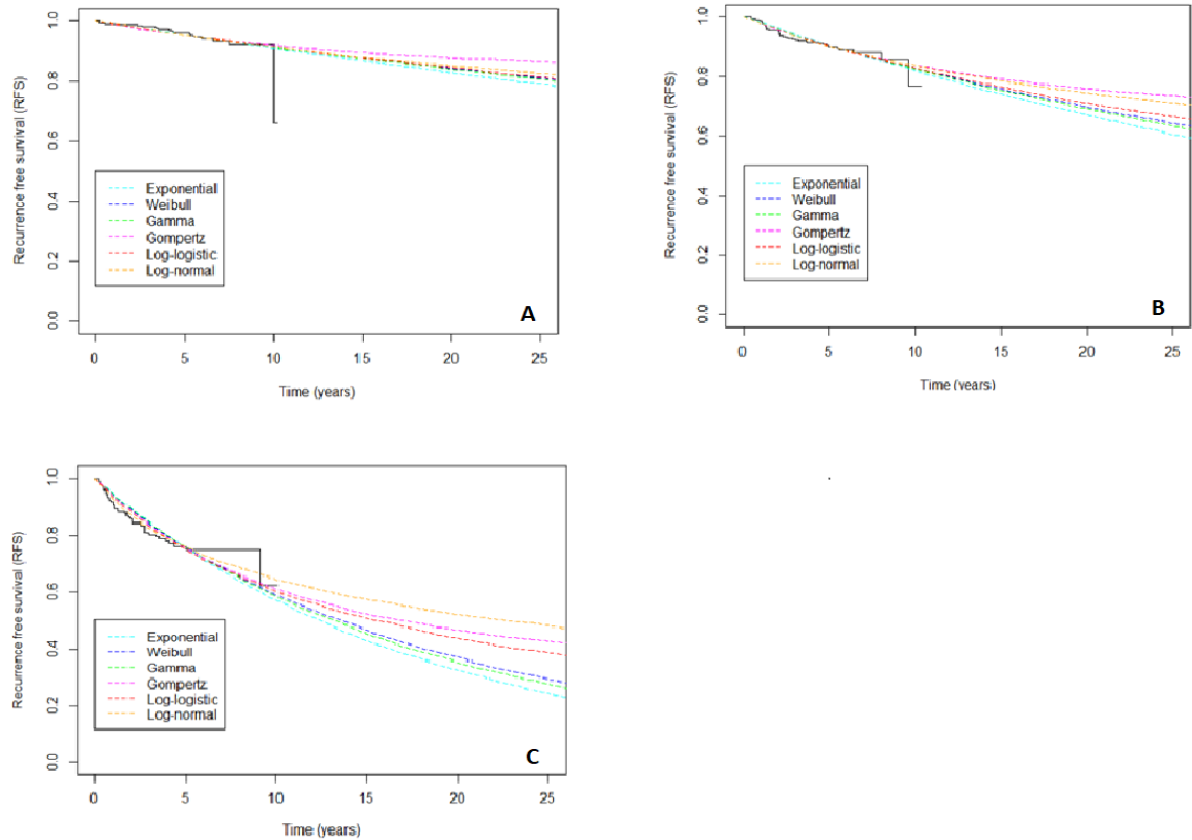 Recurrence free survival (RFS)
1.0
0.8
0.6
0.4
0.2
0.0
Exponential
Weibull
Gamma
Gompertz
Log-logistic
Log-normal
A
0 5 10 15 20 25
Time (years)
Recurrence free survival (RFS)
1.0
0.8
0.6
0.4
0.2
0.0
Exponential
Weibull
Gamma
Gompertz
Log-logistic
Log-normal
B
0 5 10 15 20 25
Time (years)
Recurrence free survival (RFS)
1.0
0.8
0.6
0.4
0.2
0.0
Exponential
Weibull
Gamma
Gompertz
Log-logistic
Log-normal
C
0 5 10 15 20 25
Time (years)